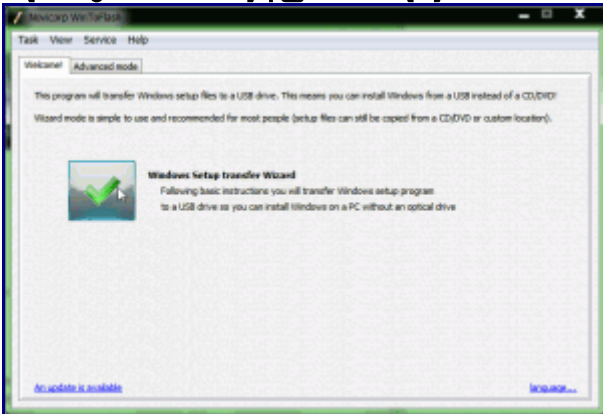 Novicorp WinToFlash
Task View Service Help
Welcome! Advanced mode
This program will transfer Windows setup files to a USB drive. This means you can install Windows from a USB instead of a CD/DVD!
Wizard mode is simple to use and recommended for most people (setup files can still be copied from a CD/DVD or custom location).
Windows Setup transfer Wizard
Following basic instructions you will transfer Windows setup program
to a USB drive so you can install Windows on a PC without an optical drive
An update is available
language...